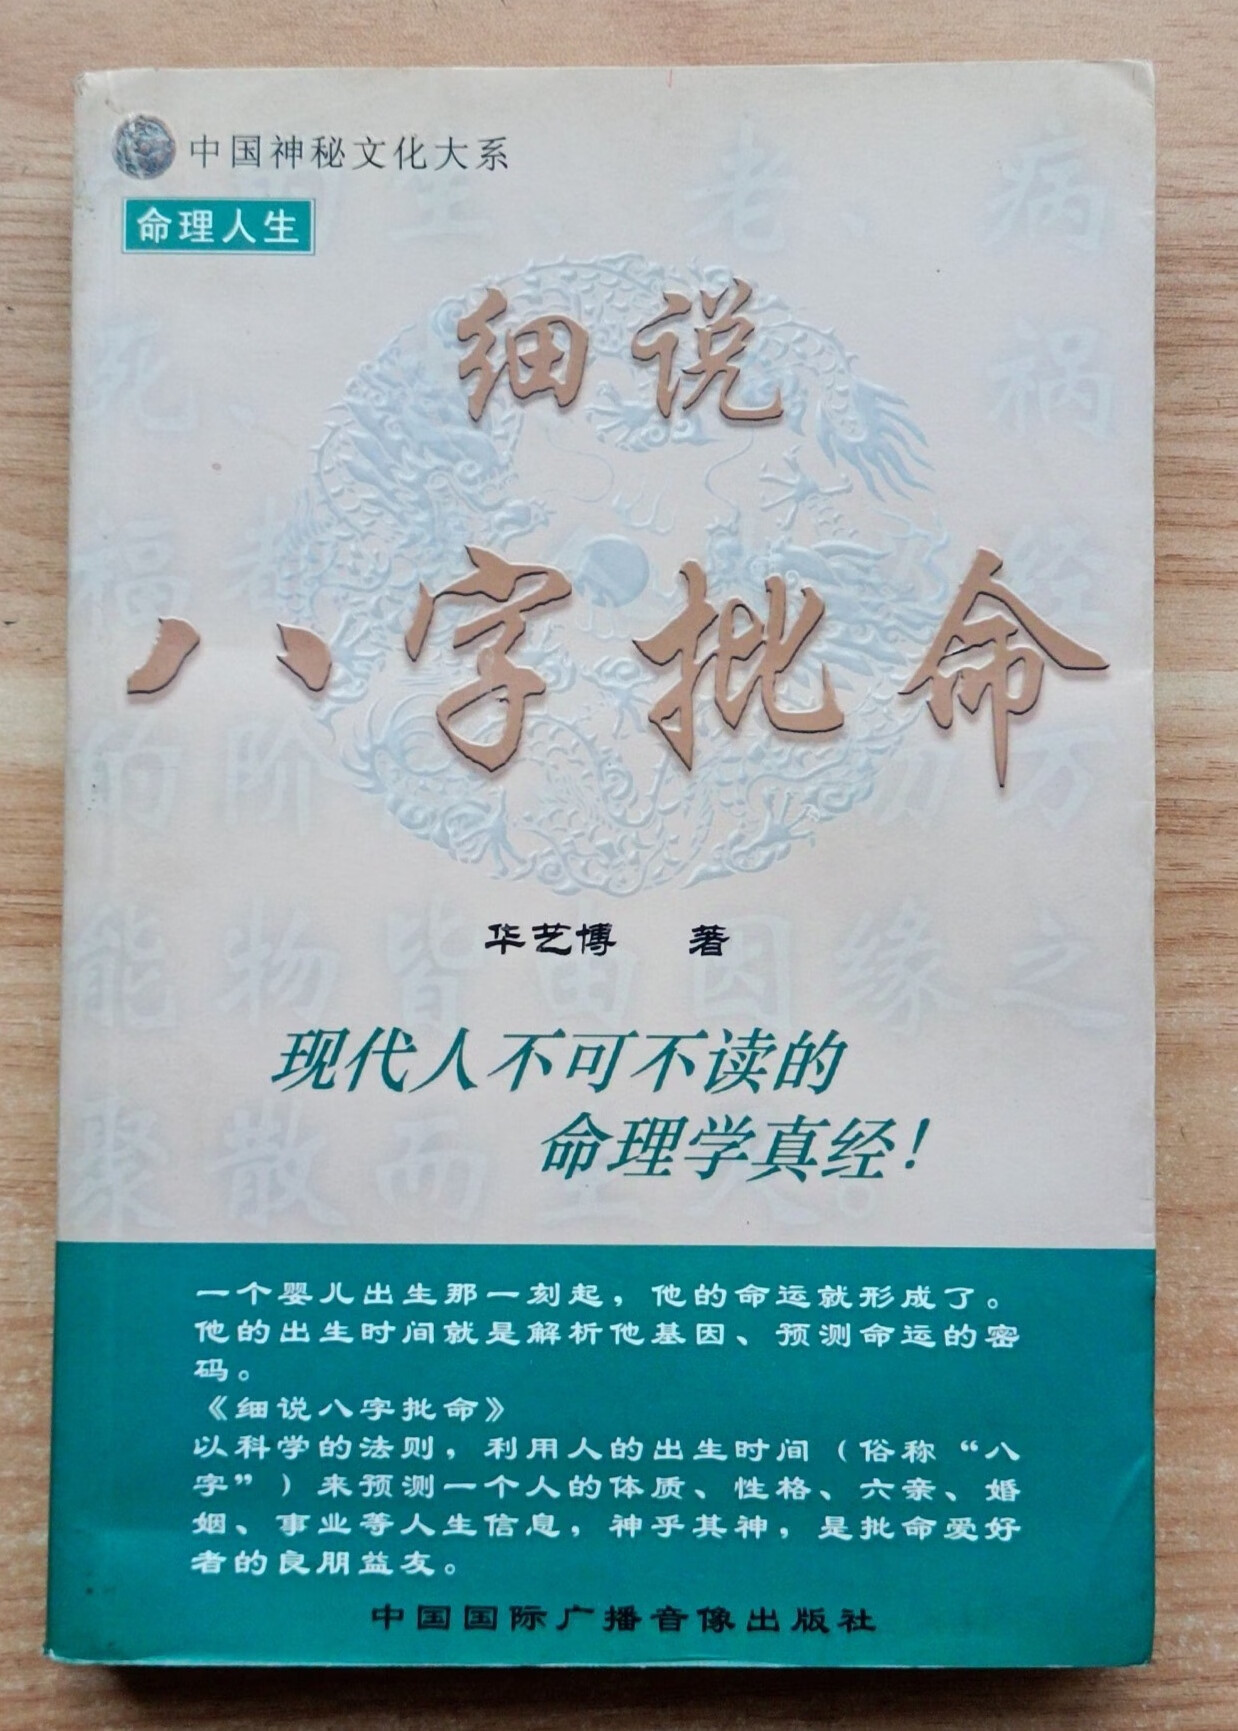 中国神秘文化大系
命理人生
细说
八字批命
华艺博 著
现代人不可不读的
命理学真经！
一个婴儿出生那一刻起，他的命运就形成了。
他的出生时间就是解析他基因、预测命运的密
码。
《细说八字批命》
以科学的法则，利用人的出生时间（俗称“八
字”）来预测一个人的体质、性格、六亲、婚
姻、事业等人生信息，神乎其神，是批命爱好
者的良朋益友。
中国国际广播音像出版社